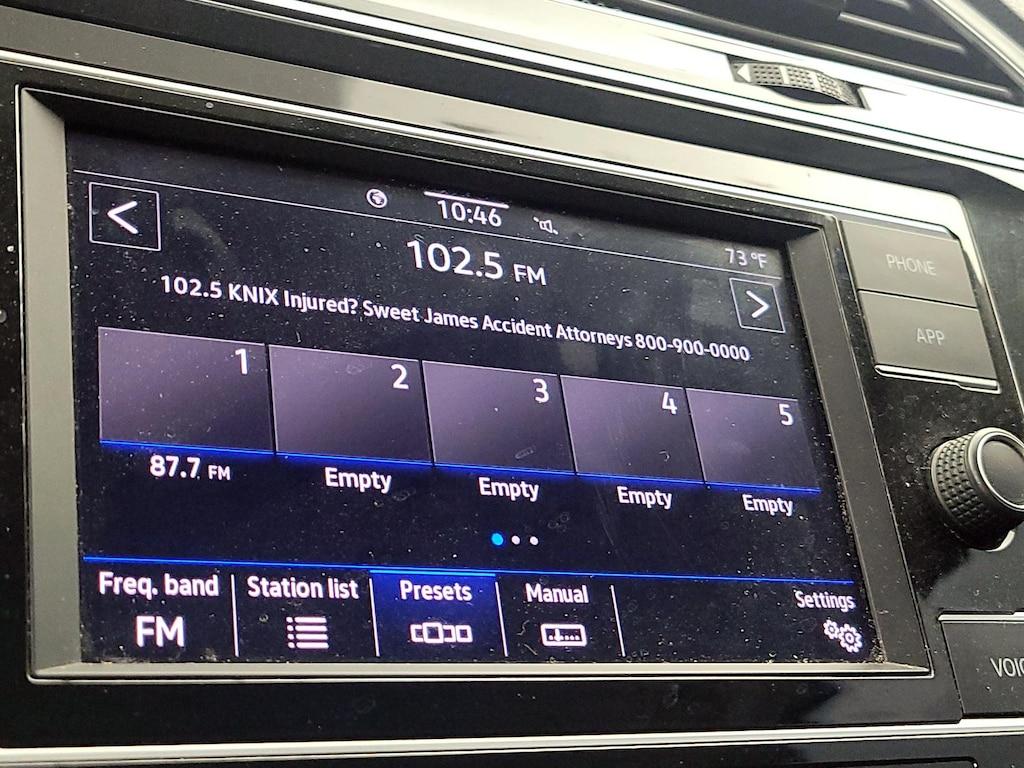 10:46
73 °F
102.5 FM
102.5 KNIX Injured? Sweet James Accident Attorneys 800-900-0000
1 2 3 4 5
87.7 FM Empty Empty Empty Empty
Freq. band Station list Presets Manual Settings
FM
PHONE
APP